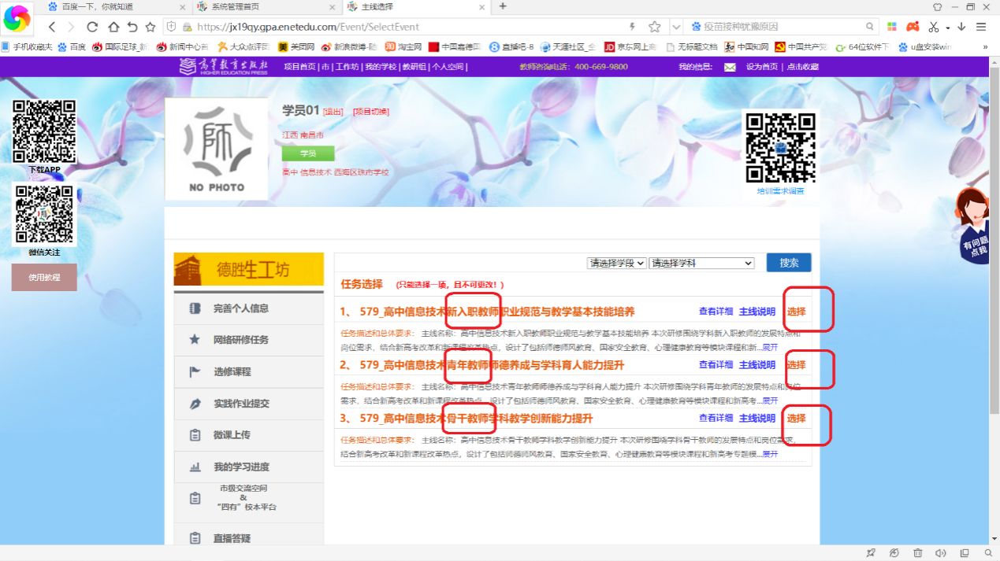 百度一下，你就知道
系统管理首页
主线选择
https://jx19qy.gpa.enetedu.com/Event/SelectEvent
疫苗接种犹豫原因
手机收藏夹
百度
国际足球_新
新闻中心首
大众点评团
美团网
新浪微博-随
淘宝网
中国嘉德国
直播吧-8
天涯社区_全
京东网上商
无标题文档
中国知网
中国共产党
64位软件下
u盘安装win
高等教育出版社
HIGHER EDUCATION PRESS
项目首页 | 市 | 工作坊 | 我的学校 | 教研组 | 个人空间 |
教师咨询电话：400-669-9800
我的信息:
设为首页 | 点击收藏
下载APP
微信关注
使用教程
師
NO PHOTO
学员01 [退出] [项目切换]
江西 南昌市
学员
高中 信息技术 西海区珠市学校
培训需求调查
有问题
点我
德胜生工坊
完善个人信息
网络研修任务
选修课程
实践作业提交
微课上传
我的学习进度
市级交流空间
&
“四有”校本平台
直播答疑
请选择学段
请选择学科
搜索
任务选择 (只能选择一项，且不可更改！)
1、 579_高中信息技术新入职教师职业规范与教学基本技能培养 查看详细 主线说明 选择
任务描述和总体要求： 主线名称：高中信息技术新入职教师职业规范与教学基本技能培养 本次研修围绕学科新入职教师的发展特点和
岗位需求，结合新高考改革和新课程改革热点，设计了包括师德师风教育、国家安全教育、心理健康教育等模块课程和新...展开
2、 579_高中信息技术青年教师师德养成与学科育人能力提升 查看详细 主线说明 选择
任务描述和总体要求： 主线名称：高中信息技术青年教师师德养成与学科育人能力提升 本次研修围绕学科青年教师的发展特点和岗位
需求，结合新高考改革和新课程改革热点，设计了包括师德师风教育、国家安全教育、心理健康教育等模块课程和新高考...展开
3、 579_高中信息技术骨干教师学科教学创新能力提升 查看详细 主线说明 选择
任务描述和总体要求： 主线名称：高中信息技术骨干教师学科教学创新能力提升 本次研修围绕学科骨干教师的发展特点和岗位需求，
结合新高考改革和新课程改革热点，设计了包括师德师风教育、国家安全教育、心理健康教育等模块课程和新高考专题模...展开